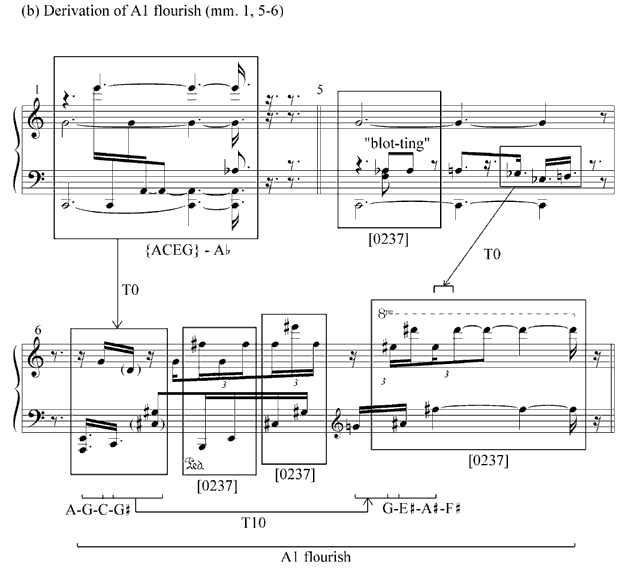 (b) Derivation of A1 flourish (mm. 1, 5-6)
1
5
"blot-ting"
{ACEG} - A♭
[0237]
T0
T0
6
8va
3
3
3
Ped.
[0237]
[0237]
[0237]
A-G-C-G♯
G-E♯-A♯-F♯
T10
A1 flourish